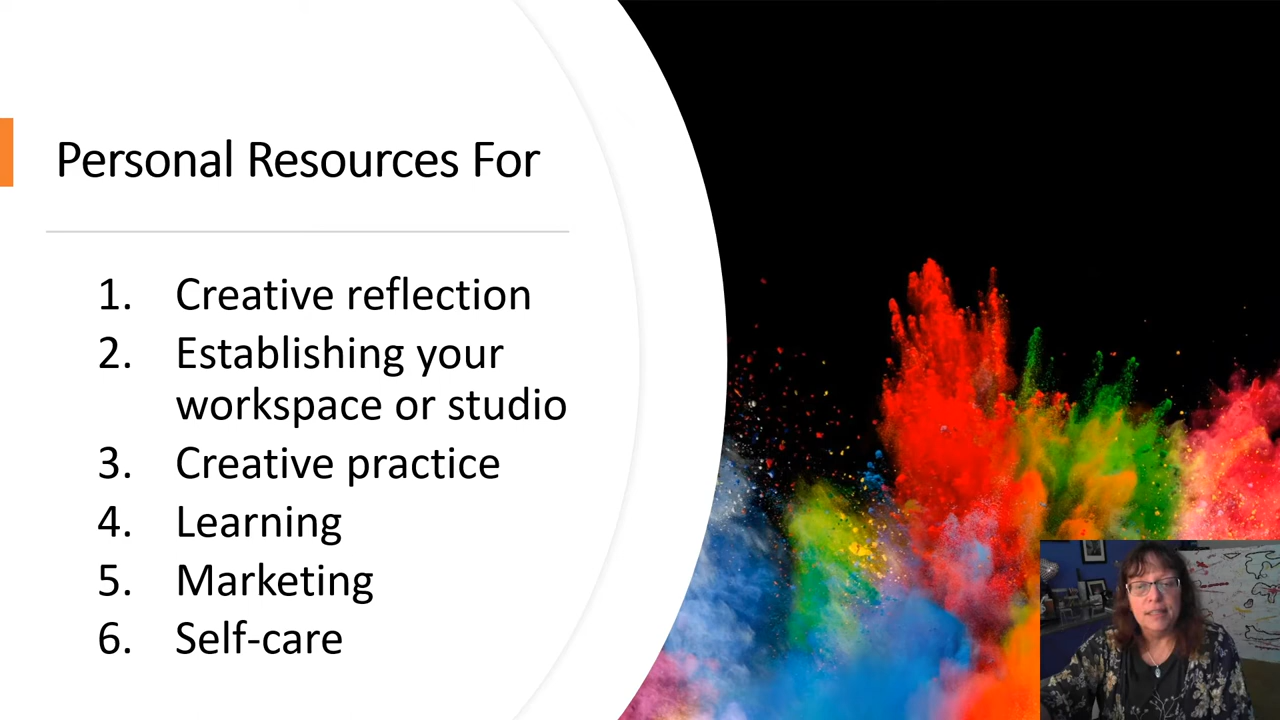 Personal Resources For
1. Creative reflection
2. Establishing your
workspace or studio
3. Creative practice
4. Learning
5. Marketing
6. Self-care